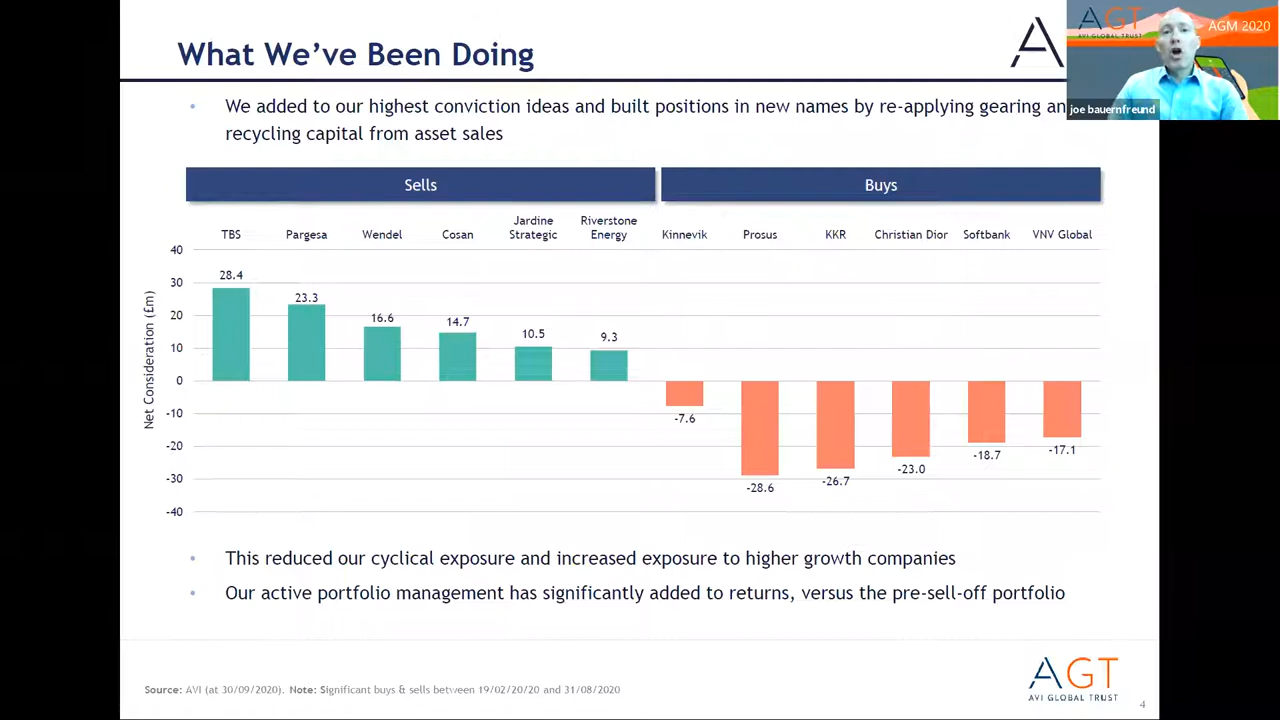 What We've Been Doing
AGT
AVI GLOBAL TRUST
AGM 2020
joe bauernfreund
• We added to our highest conviction ideas and built positions in new names by re-applying gearing
recycling capital from asset sales
Sells
Buys
TBS
Pargesa
Wendel
Cosan
Jardine
Strategic
Riverstone
Energy
Kinnevik
Prosus
KKR
Christian Dior
Softbank
VNV Global
Net Consideration (£m)
40
30
20
10
0
-10
-20
-30
-40
28.4
23.3
16.6
14.7
10.5
9.3
-7.6
-28.6
-26.7
-23.0
-18.7
-17.1
• This reduced our cyclical exposure and increased exposure to higher growth companies
• Our active portfolio management has significantly added to returns, versus the pre-sell-off portfolio
Source: AVI (at 30/09/2020). Note: Significant buys & sells between 19/02/20/20 and 31/08/2020
AGT
AVI GLOBAL TRUST
4